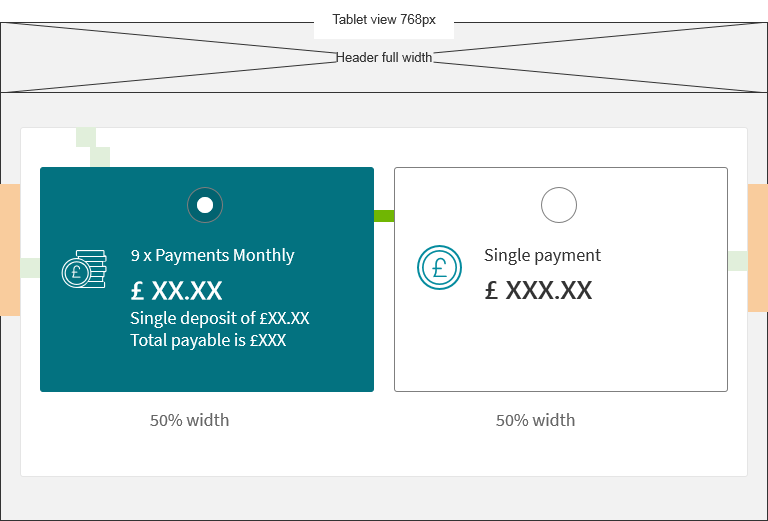 Tablet view 768px
Header full width
9 x Payments Monthly
£ XX.XX
Single deposit of £XX.XX
Total payable is £XXX
£
Single payment
£ XXX.XX
£
50% width
50% width